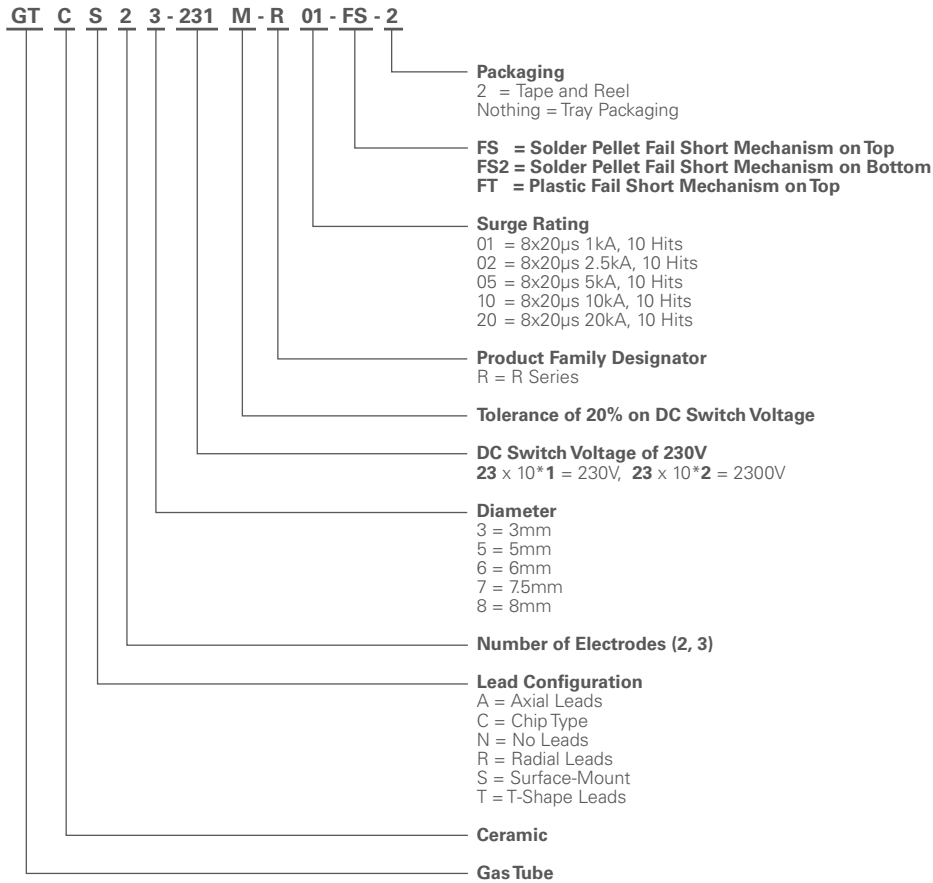 GT C S 2 3 - 231 M - R 01 - FS - 2
Packaging
2 = Tape and Reel
Nothing = Tray Packaging
FS = Solder Pellet Fail Short Mechanism on Top
FS2 = Solder Pellet Fail Short Mechanism on Bottom
FT = Plastic Fail Short Mechanism on Top
Surge Rating
01 = 8x20µs 1kA, 10 Hits
02 = 8x20µs 2.5kA, 10 Hits
05 = 8x20µs 5kA, 10 Hits
10 = 8x20µs 10kA, 10 Hits
20 = 8x20µs 20kA, 10 Hits
Product Family Designator
R = R Series
Tolerance of 20% on DC Switch Voltage
DC Switch Voltage of 230V
23 x 10*1 = 230V, 23 x 10*2 = 2300V
Diameter
3 = 3mm
5 = 5mm
6 = 6mm
7 = 7.5mm
8 = 8mm
Number of Electrodes (2, 3)
Lead Configuration
A = Axial Leads
C = Chip Type
N = No Leads
R = Radial Leads
S = Surface-Mount
T = T-Shape Leads
Ceramic
Gas Tube